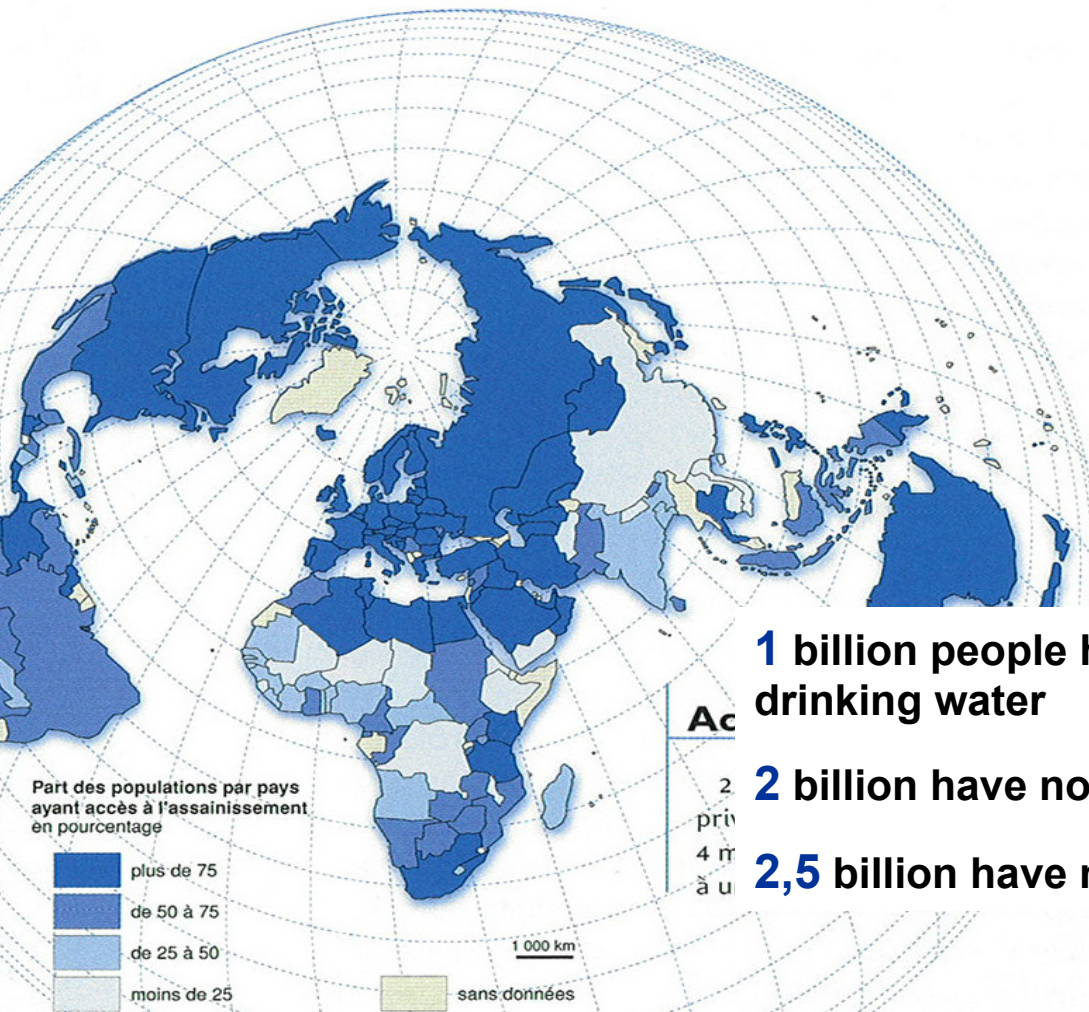 1 billion people
drinking water
2 billion have no
2,5 billion have
Part des populations par pays
ayant accès à l'assainissement
en pourcentage
plus de 75
de 50 à 75
de 25 à 50
moins de 25
sans données
1 000 km
2
4